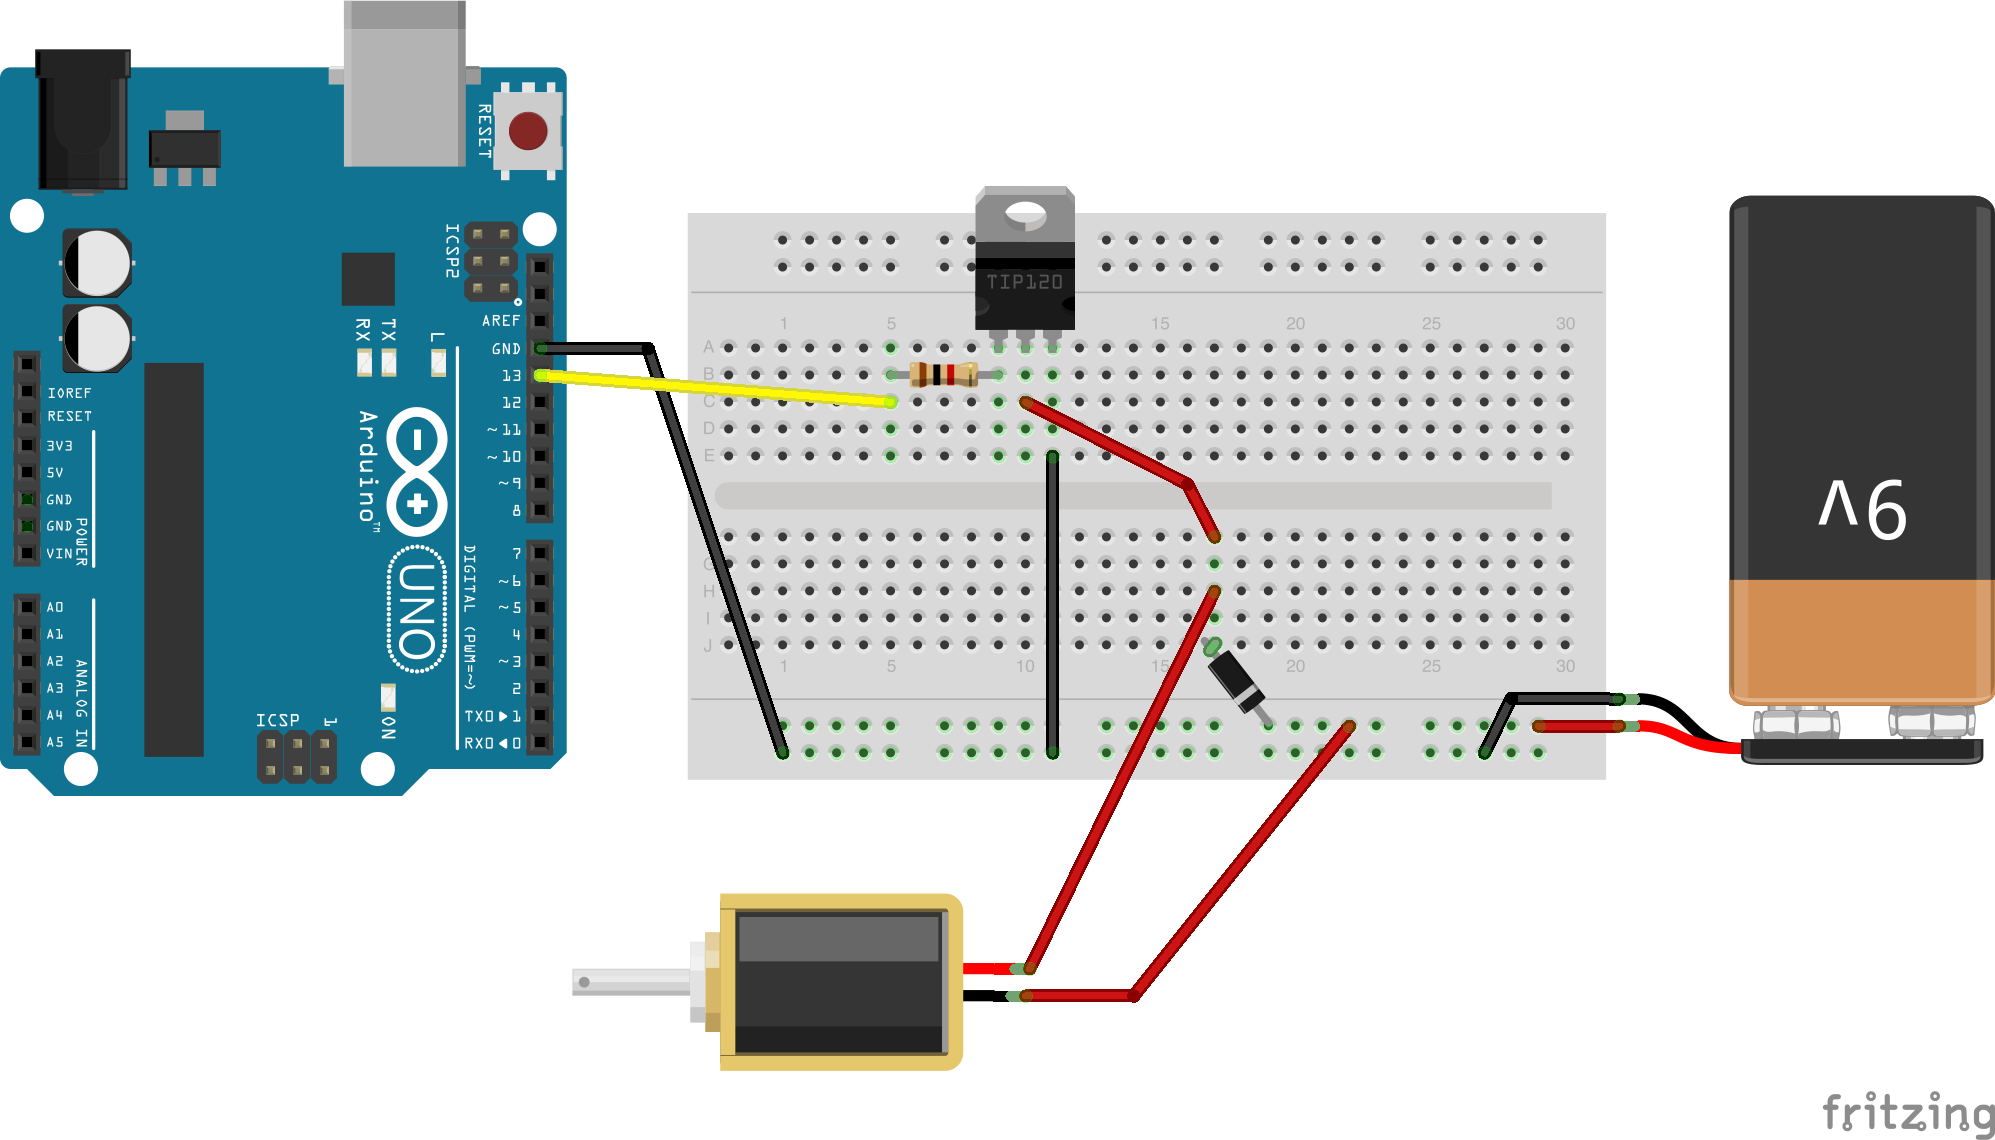 RESET
ICSP2
AREF
GND
13
12
~11
~10
~9
8
7
~6
~5
4
~3
2
TX0▶1
RX0◀0
DIGITAL (PWM=~)
RX
TX
L
Arduino™
UNO
IOREF
RESET
3V3
5V
GND
GND
VIN
POWER
A0
A1
A2
A3
A4
A5
ANALOG IN
ICSP
1
ON
TIP120
1 5 15 20 25 30
A
B
C
D
E
G
H
I
J
1 5 10 15 20 25 30
9V
fritzing